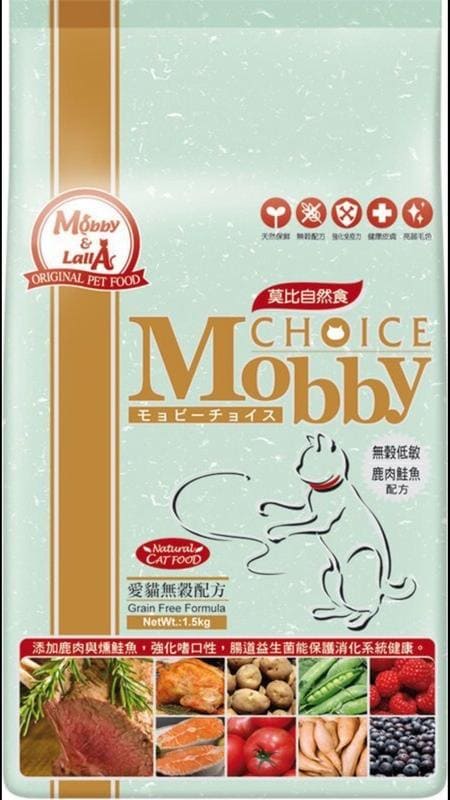 Mobby
&
LallA
ORIGINAL PET FOOD
天然保鮮 無穀配方 強化免疫力 健康皮膚 亮麗毛色
莫比自然食
CHOICE
Mobby
モョビーチョイス
無穀低敏
鹿肉鮭魚
配方
Natural
CAT FOOD
愛貓無穀配方
Grain Free Formula
NetWt.:1.5kg
添加鹿肉與燻鮭魚，強化嗜口性，腸道益生菌能保護消化系統健康。